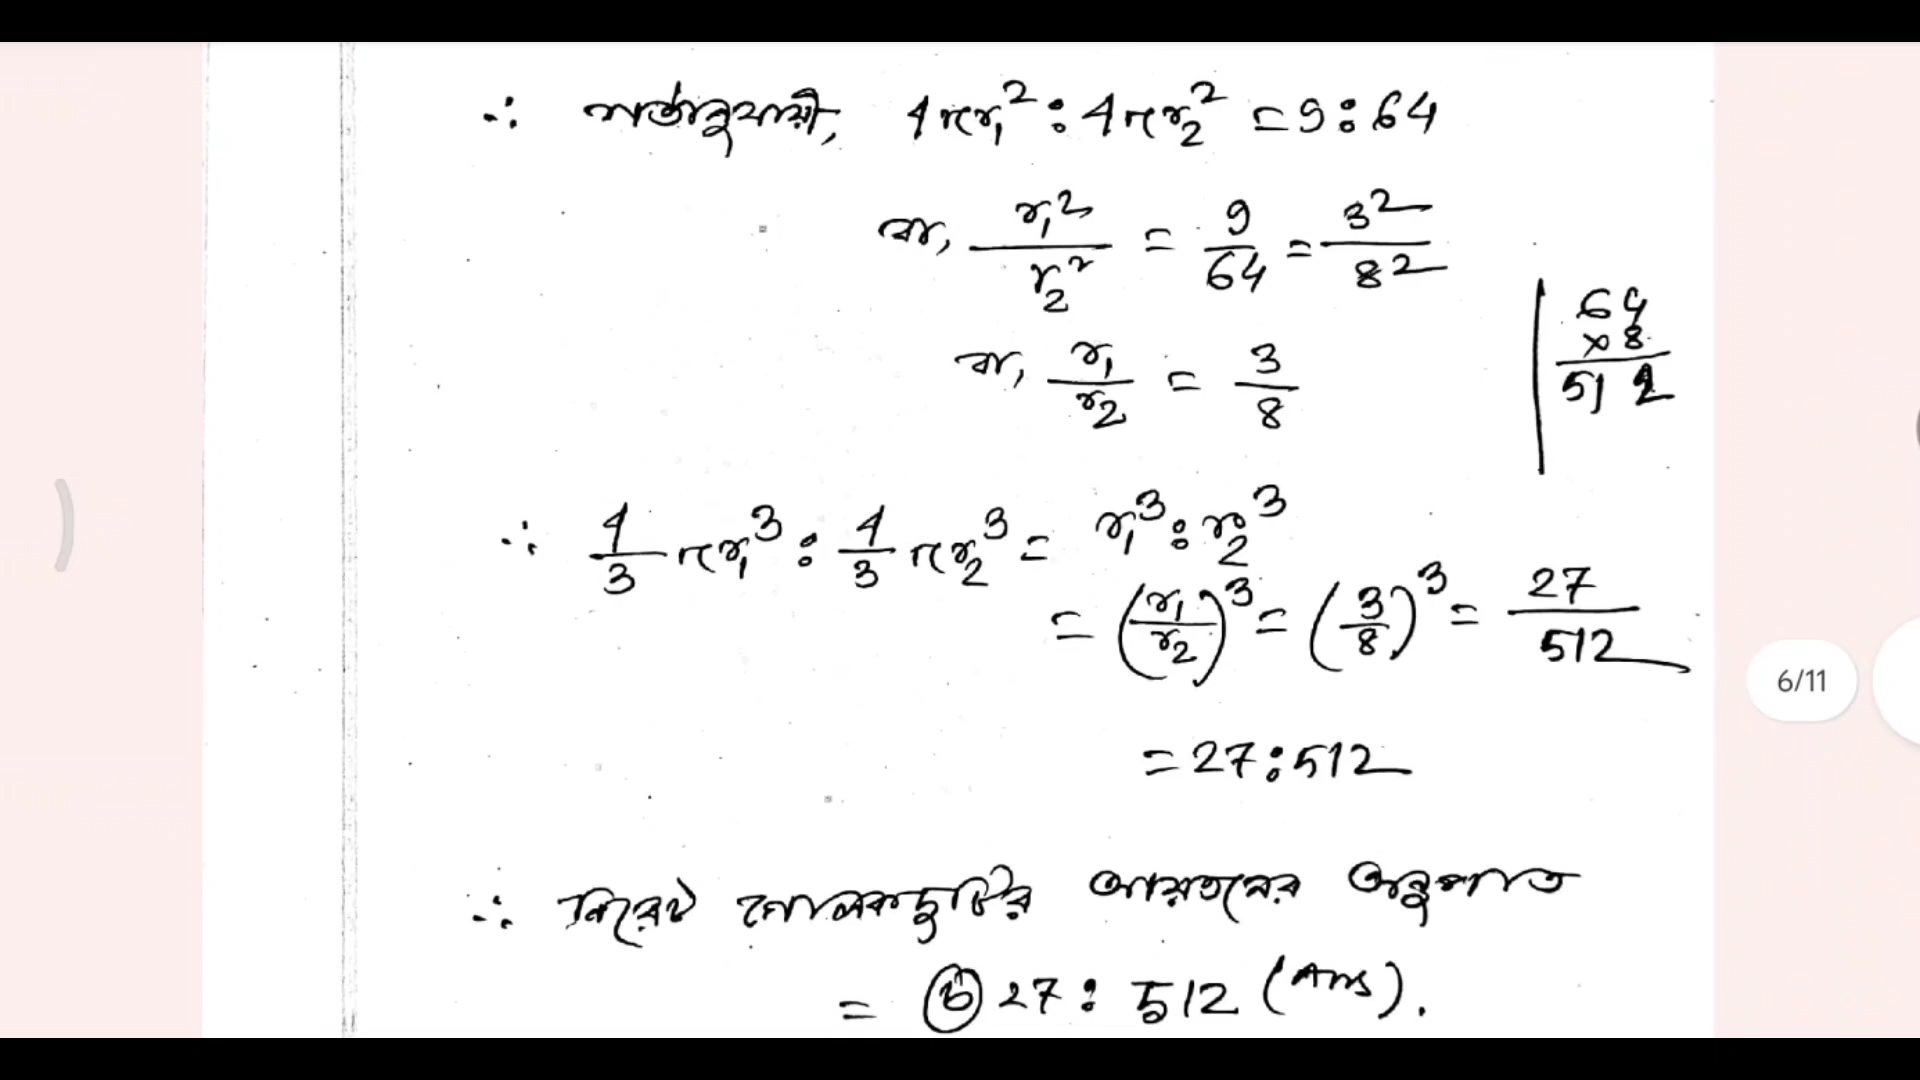 ∴ শর্তানুযায়ী, 4πr₁² : 4πr₂² = 9 : 64
বা, r₁²/r₂² = 9/64 = 3²/8²
বা, r₁/r₂ = 3/8
64
×8
512
∴ 4/3 πr₁³ : 4/3 πr₂³ = r₁³ : r₂³
= (r₁/r₂)³ = (3/8)³ = 27/512
= 27 : 512
∴ নিরেট গোলকদুটির আয়তনের অনুপাত
= 27 : 512 (Ans).
6/11